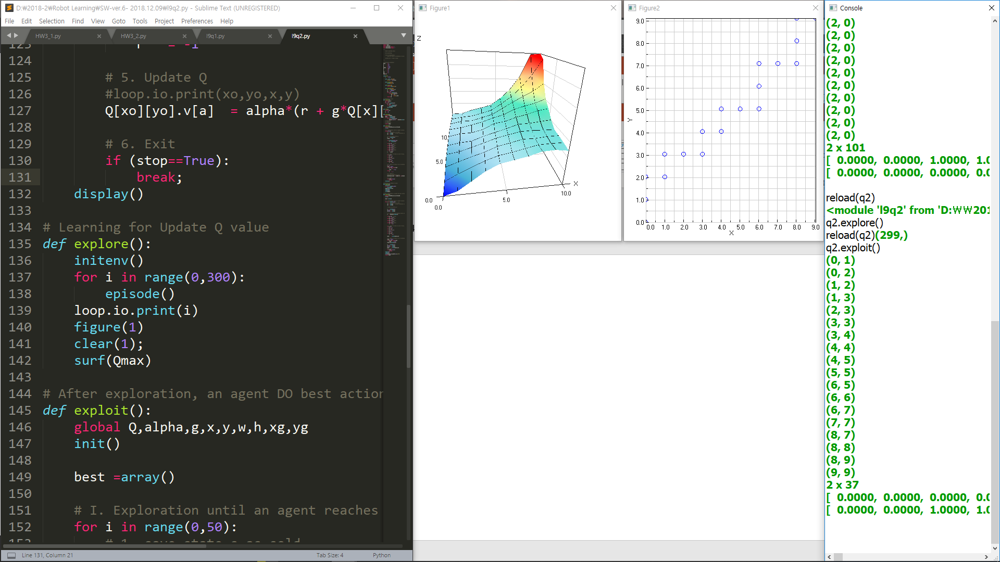 D:₩2018-2₩Robot Learning₩SW-ver.6- 2018.12.09₩l9q2.py - Sublime Text (UNREGISTERED)
File Edit Selection Find View Goto Tools Project Preferences Help
HW3_1.py HW3_2.py l9q1.py l9q2.py
124
125 # 5. Update Q
126 #loop.io.print(xo,yo,x,y)
127 Q[xo][yo].v[a] = alpha*(r + g*Q[x][
128
129 # 6. Exit
130 if (stop==True):
131 break;
132 display()
133
134 # Learning for Update Q value
135 def explore():
136 initenv()
137 for i in range(0,300):
138 episode()
139 loop.io.print(i)
140 figure(1)
141 clear(1);
142 surf(Qmax)
143
144 # After exploration, an agent DO best action
145 def exploit():
146 global Q,alpha,g,x,y,w,h,xg,yg
147 init()
148
149 best =array()
150
151 # I. Exploration until an agent reaches
152 for i in range(0,50):
Line 131, Column 21 Tab Size: 4 Python
Figure1
Z
10.
5.0
0.0
0.0
5.0
10.0
X
Figure2
9.0
8.0
7.0
6.0
5.0
Y
4.0
3.0
2.0
1.0
0.0
0.0 1.0 2.0 3.0 4.0 5.0 6.0 7.0 8.0 9.0
X
Console
(2, 0)
(2, 0)
(2, 0)
(2, 0)
(2, 0)
(2, 0)
(2, 0)
(2, 0)
(2, 0)
(2, 0)
2 x 101
[ 0.0000, 0.0000, 1.0000, 1.0
[ 0.0000, 0.0000, 0.0000, 0.0
reload(q2)
<module 'l9q2' from 'D:₩₩201
q2.explore()
reload(q2)(299,)
q2.exploit()
(0, 1)
(0, 2)
(1, 2)
(1, 3)
(2, 3)
(3, 3)
(3, 4)
(4, 4)
(4, 5)
(5, 5)
(6, 5)
(6, 6)
(6, 7)
(7, 7)
(8, 7)
(8, 8)
(8, 9)
(9, 9)
2 x 37
[ 0.0000, 0.0000, 0.0000, 0.0
[ 0.0000, 0.0000, 1.0000, 1.0